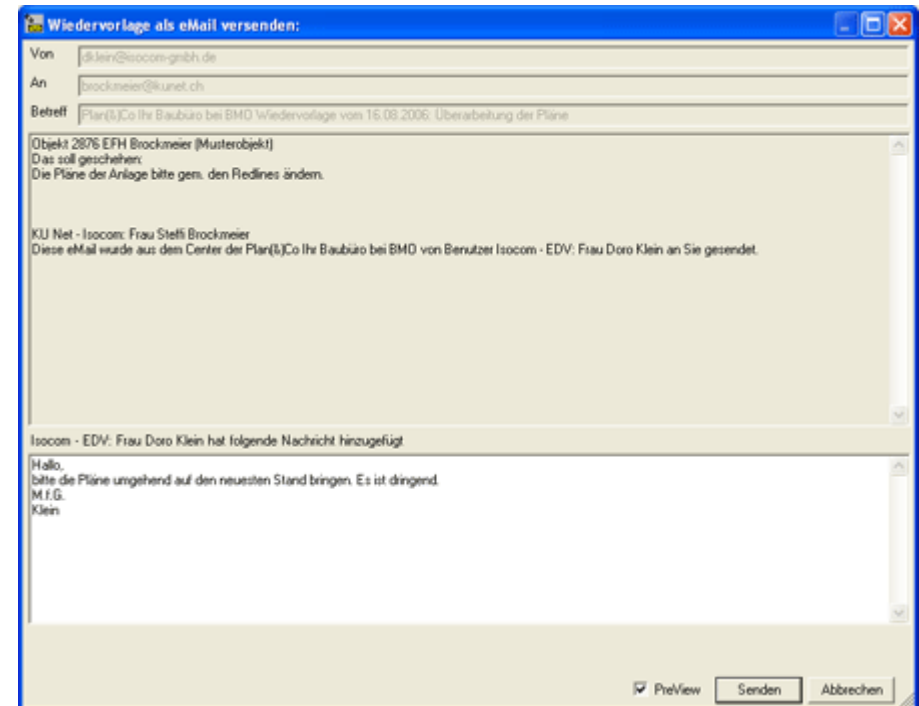 Wiedervorlage als eMail versenden:
Von dklein@isocom-gmbh.de
An brockmeier@kunet.ch
Betreff Plan(&)Co Ihr Baubüro bei BMO Wiedervorlage vom 16.08.2006: Überarbeitung der Pläne
Objekt 2876 EFH Brockmeier (Musterobjekt)
Das soll geschehen:
Die Pläne der Anlage bitte gem. den Redlines ändern.
KU Net - Isocom: Frau Steffi Brockmeier
Diese eMail wurde aus dem Center der Plan(&)Co Ihr Baubüro bei BMO von Benutzer Isocom - EDV: Frau Doro Klein an Sie gesendet.
Isocom - EDV: Frau Doro Klein hat folgende Nachricht hinzugefügt
Hallo,
bitte die Pläne umgehend auf den neuesten Stand bringen. Es ist dringend.
M.f.G.
Klein
PreView Senden Abbrechen